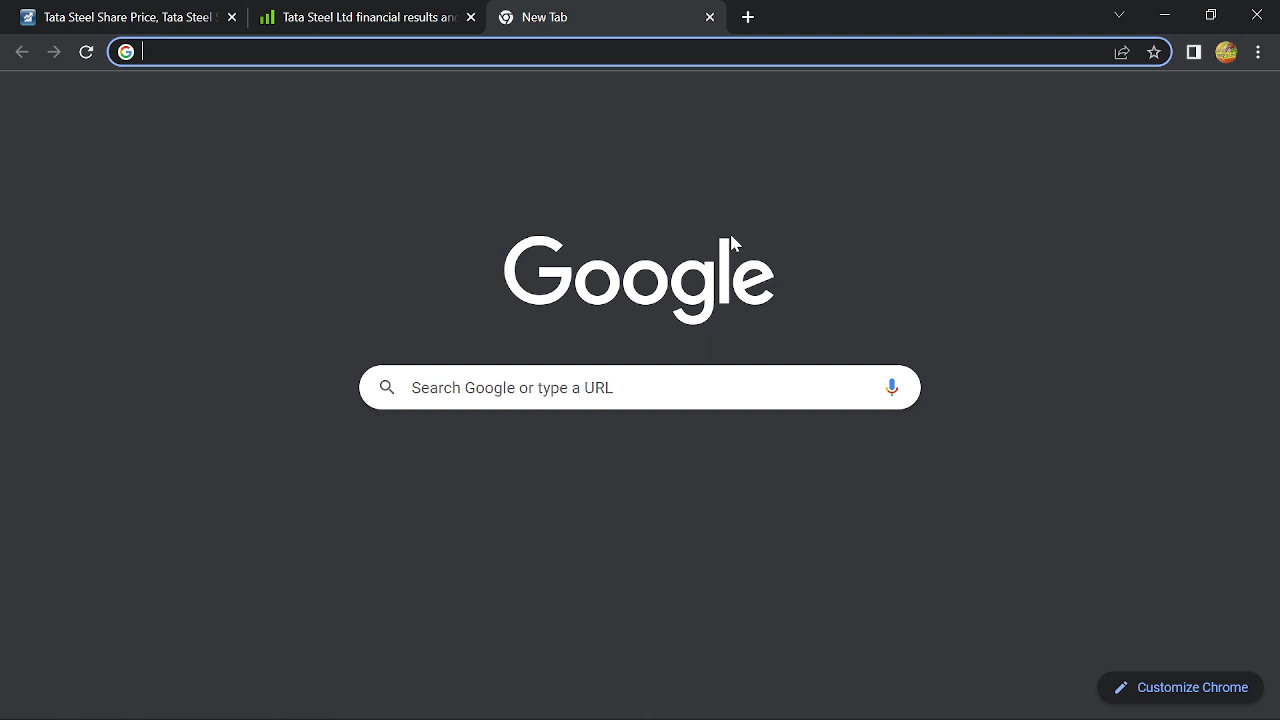 Tata Steel Share Price, Tata Steel
Tata Steel Ltd financial results and
New Tab
Google
Search Google or type a URL
Customize Chrome